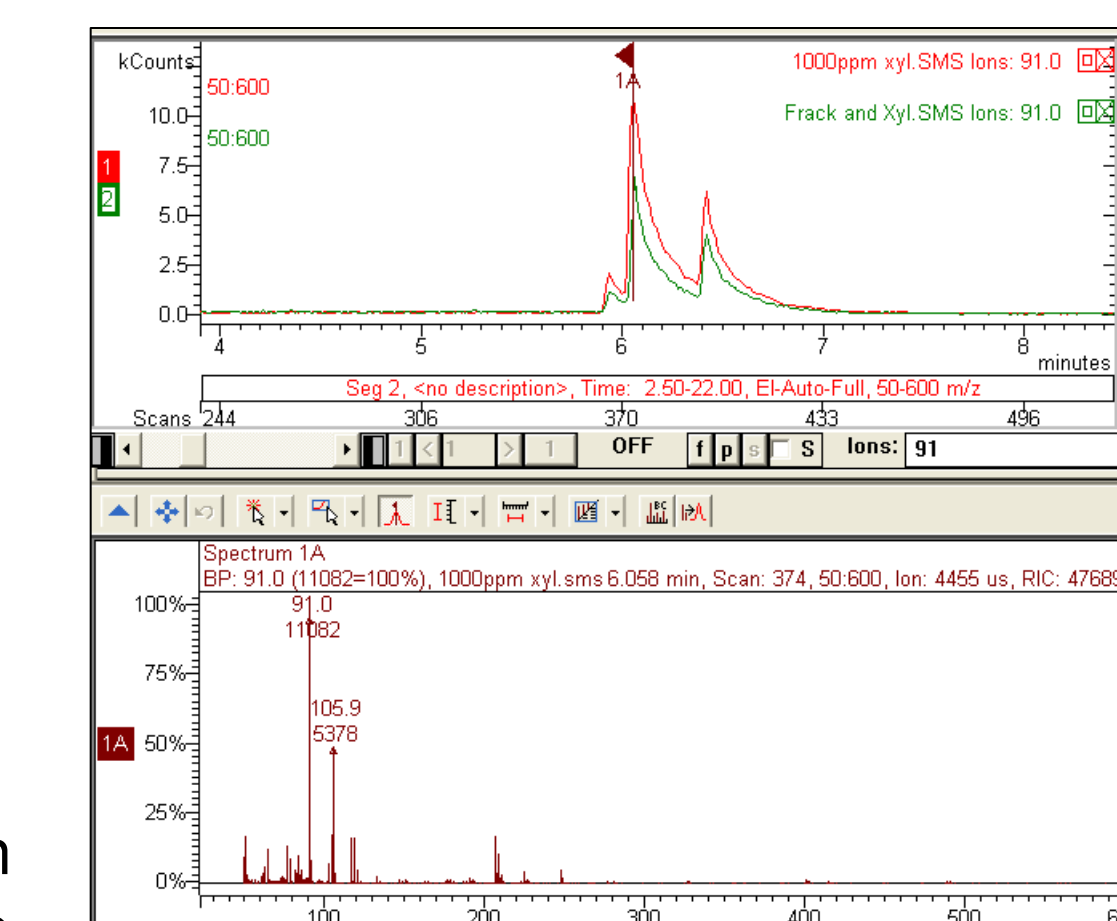 kCounts
1000ppm xyl.SMS Ions: 91.0
50:600
Frack and Xyl.SMS Ions: 91.0
50:600
10.0
7.5
5.0
2.5
0.0
1
2
1A
4 5 6 7 8
minutes
Seg 2, <no description>, Time: 2.50-22.00, EI-Auto-Full, 50-600 m/z
Scans 244 306 370 433 496
1 < 1 > 1 OFF f p s S Ions: 91
Spectrum 1A
BP: 91.0 (11082=100%), 1000ppm xyl.sms 6.058 min, Scan: 374, 50:600, Ion: 4455 us, RIC: 47689
100%
91.0
11082
75%
105.9
5378
1A 50%
25%
0%
100 200 300 400 500